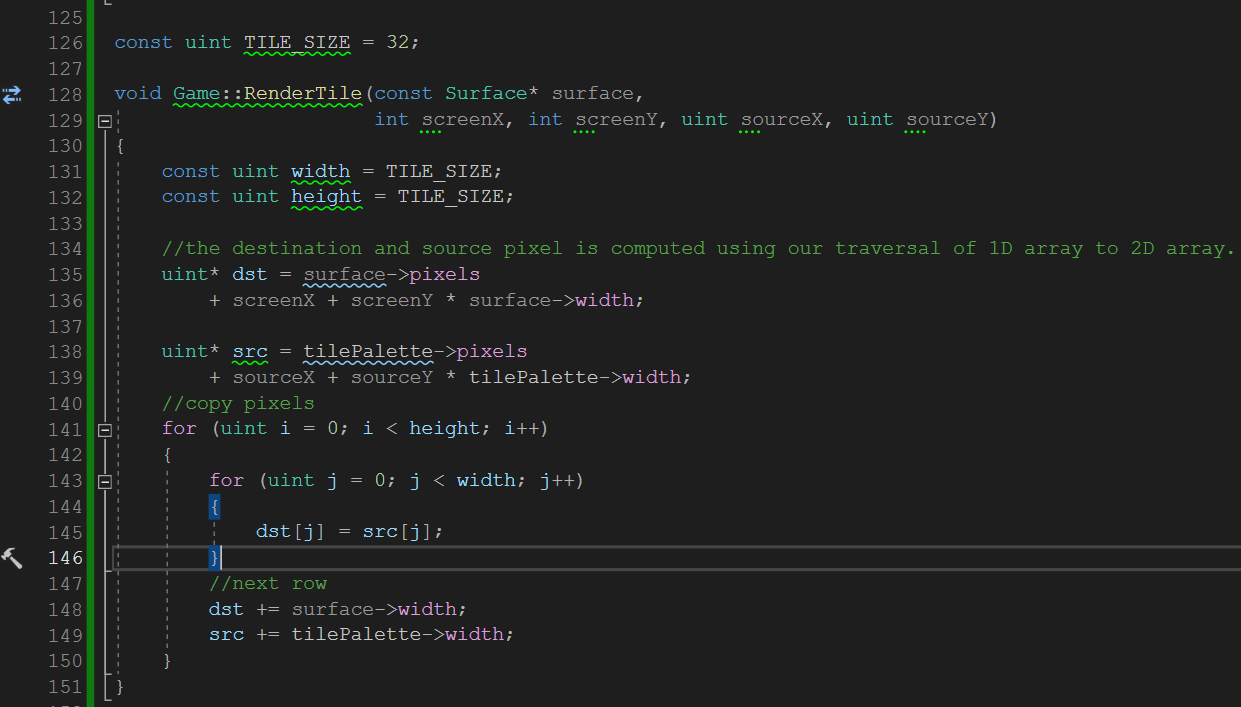 125
126 const uint TILE_SIZE = 32;
127
128 void Game::RenderTile(const Surface* surface,
129 int screenX, int screenY, uint sourceX, uint sourceY)
130 {
131 const uint width = TILE_SIZE;
132 const uint height = TILE_SIZE;
133
134 //the destination and source pixel is computed using our traversal of 1D array to 2D array.
135 uint* dst = surface->pixels
136 + screenX + screenY * surface->width;
137
138 uint* src = tilePalette->pixels
139 + sourceX + sourceY * tilePalette->width;
140 //copy pixels
141 for (uint i = 0; i < height; i++)
142 {
143 for (uint j = 0; j < width; j++)
144 {
145 dst[j] = src[j];
146 }
147 //next row
148 dst += surface->width;
149 src += tilePalette->width;
150 }
151 }